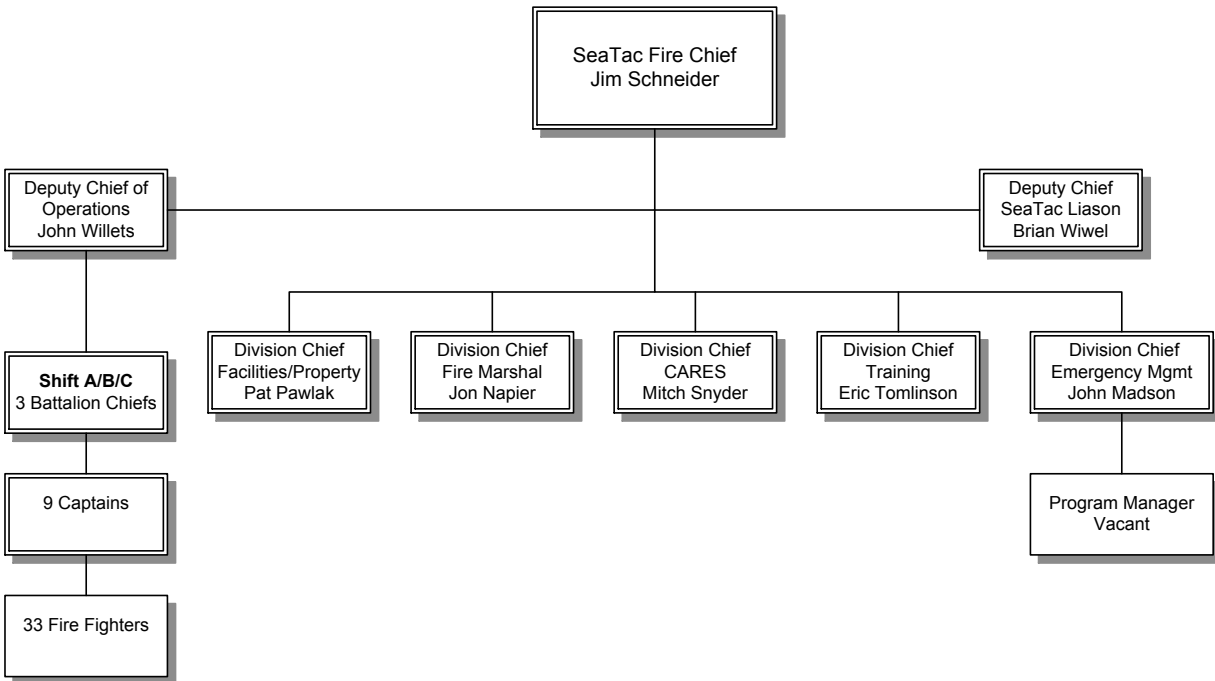 SeaTac Fire Chief
Jim Schneider
Deputy Chief of
Operations
John Willets
Deputy Chief
SeaTac Liason
Brian Wiwel
Division Chief
Facilities/Property
Pat Pawlak
Division Chief
Fire Marshal
Jon Napier
Division Chief
CARES
Mitch Snyder
Division Chief
Training
Eric Tomlinson
Division Chief
Emergency Mgmt
John Madson
Shift A/B/C
3 Battalion Chiefs
9 Captains
Program Manager
Vacant
33 Fire Fighters